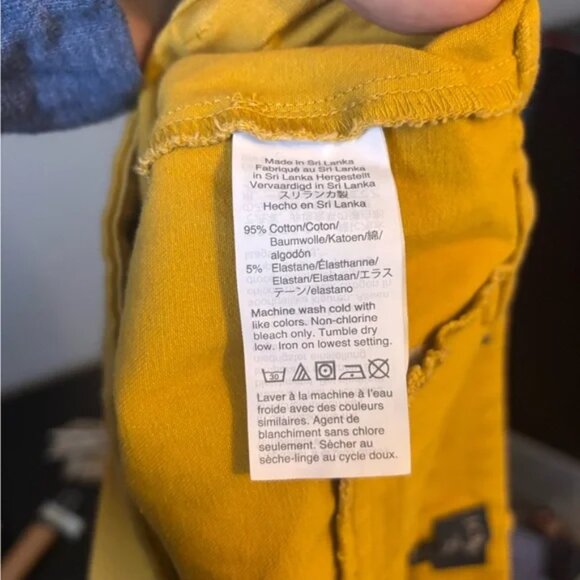 Made in Sri Lanka
Fabriqué au Sri Lanka
in Sri Lanka Hergestellt
Vervaardigd in Sri Lanka
スリランカ製
Hecho en Sri Lanka
95% Cotton/Coton/
Baumwolle/Katoen/綿/
algodón
5% Elastane/Élasthanne/
Elastan/Elastaan/エラス
テーン/elastano
Machine wash cold with
like colors. Non-chlorine
bleach only. Tumble dry
low. Iron on lowest setting.
30
Laver à la machine à l'eau
froide avec des couleurs
similaires. Agent de
blanchiment sans chlore
seulement. Sécher au
sèche-linge au cycle doux.